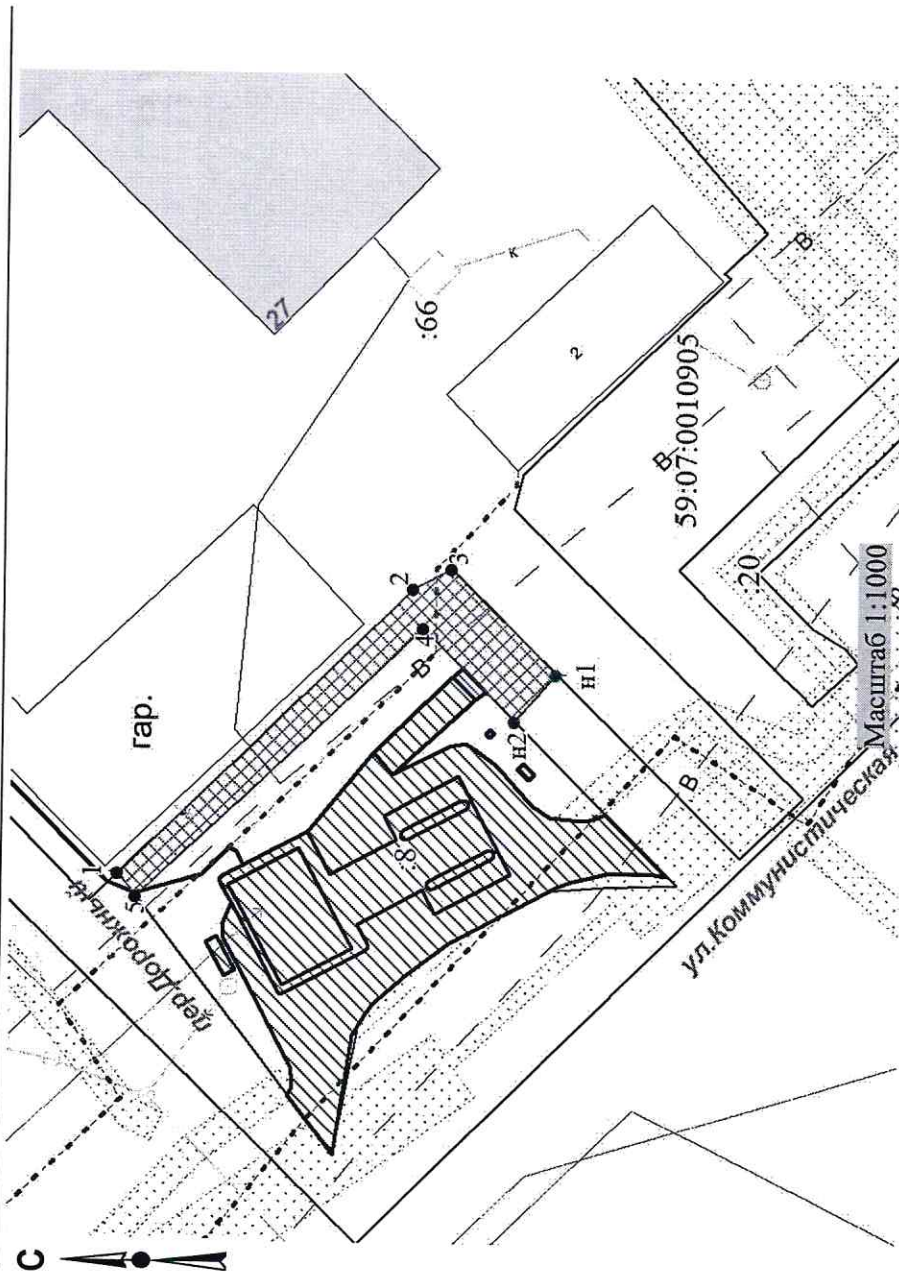 С
27
:66
к
2
гар.
1
2
3
4
5
н1
н2
:8
В
В
В
В
59:07:0010905
:20
пер.Дорожный
ул.Коммунистическая
Масштаб 1:1000